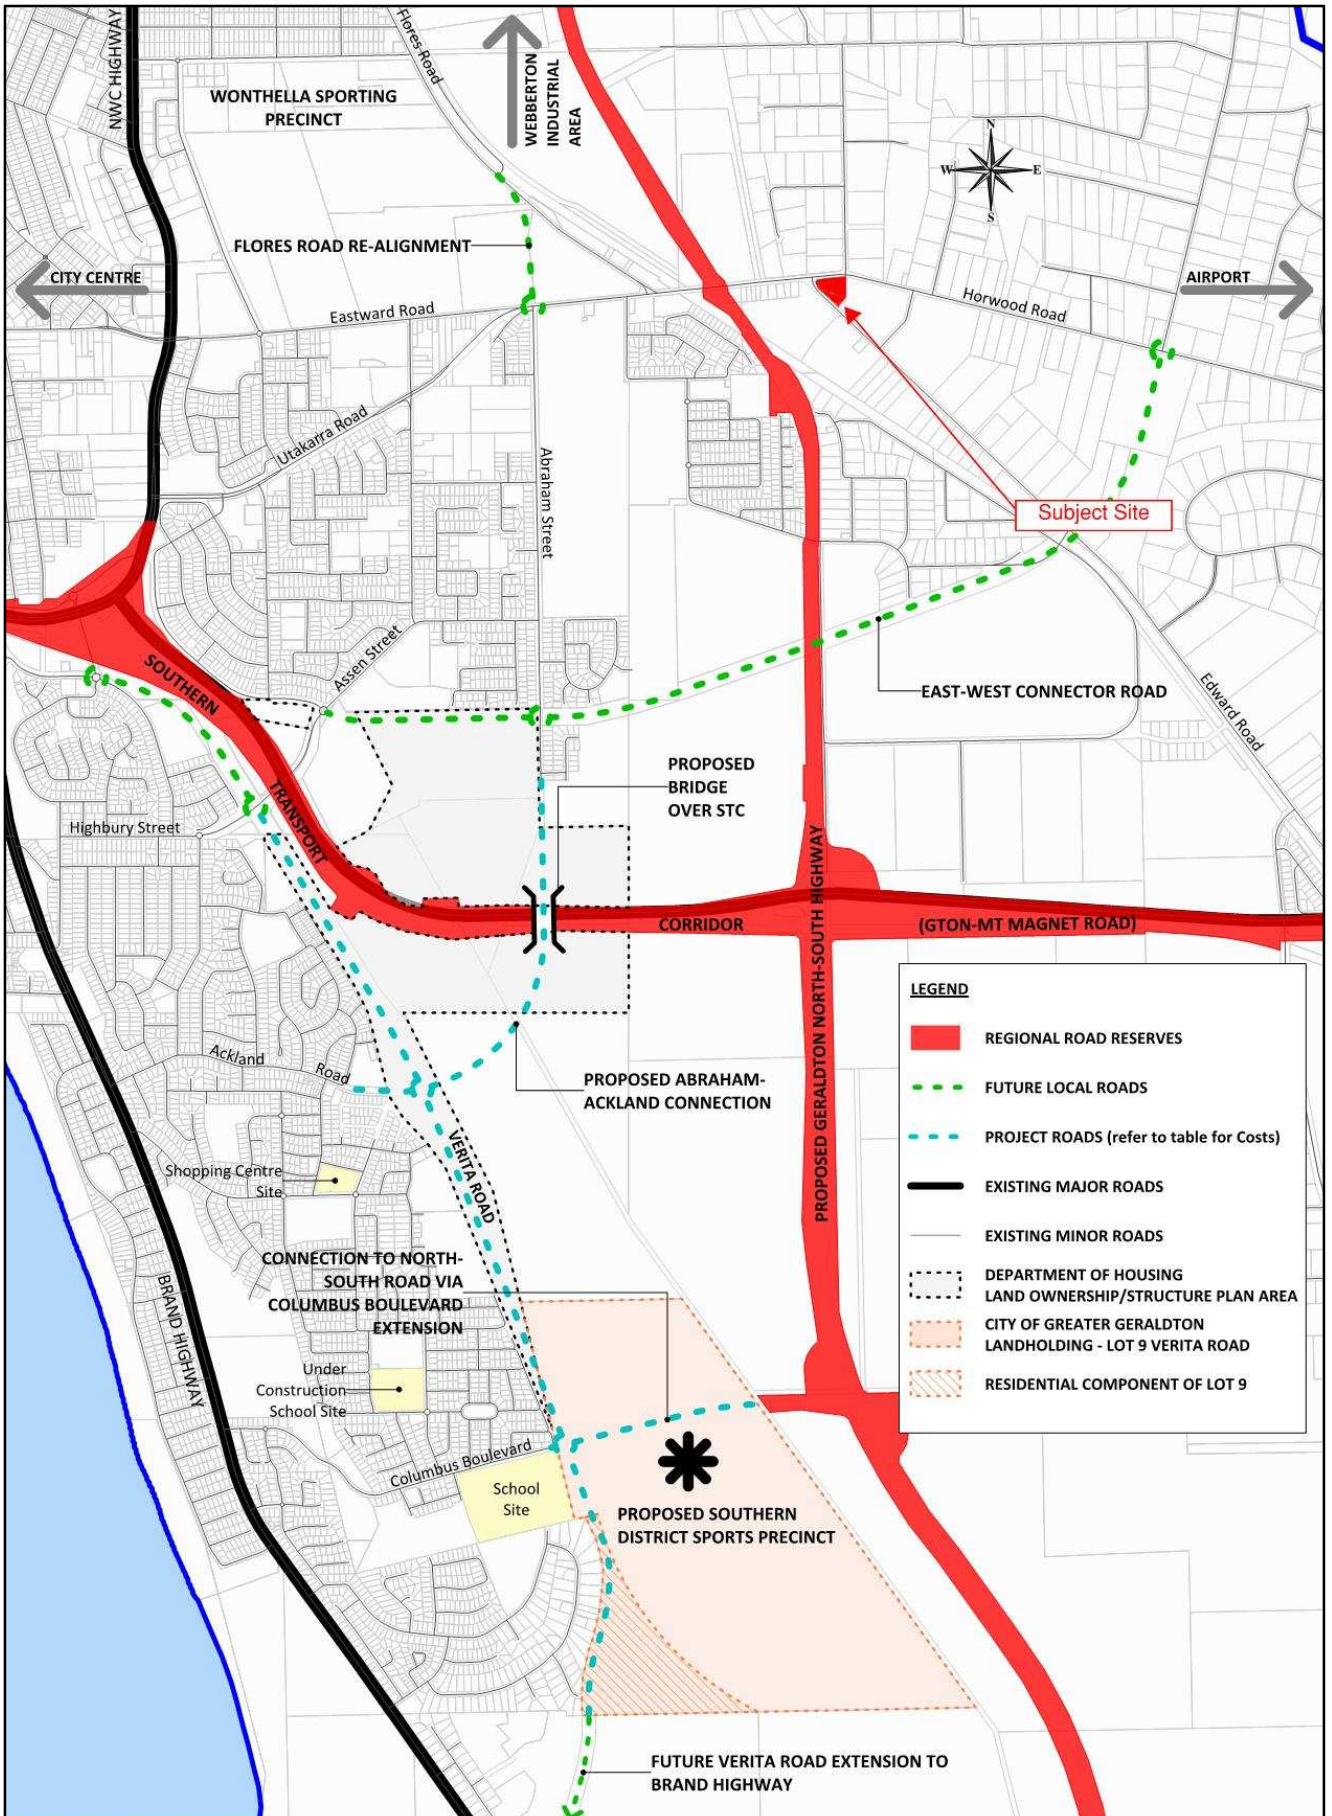 NWC HIGHWAY
Flores Road
WONTHELLA SPORTING
PRECINCT
WEBBERTON
INDUSTRIAL
AREA
N
W
E
S
FLORES ROAD RE-ALIGNMENT
CITY CENTRE
AIRPORT
Eastward Road
Horwood Road
Utakarra Road
Abraham Street
Subject Site
Assen Street
SOUTHERN
EAST-WEST CONNECTOR ROAD
Edward Road
PROPOSED
BRIDGE
OVER STC
TRANSPORT
Highbury Street
CORRIDOR
(GTON-MT MAGNET ROAD)
PROPOSED GERALDTON NORTH-SOUTH HIGHWAY
Ackland
Road
PROPOSED ABRAHAM-
ACKLAND CONNECTION
VERITA ROAD
Shopping Centre
Site
CONNECTION TO NORTH-
SOUTH ROAD VIA
COLUMBUS BOULEVARD
EXTENSION
BRAND HIGHWAY
Under
Construction
School Site
Columbus Boulevard
School
Site
PROPOSED SOUTHERN
DISTRICT SPORTS PRECINCT
FUTURE VERITA ROAD EXTENSION TO
BRAND HIGHWAY
LEGEND
REGIONAL ROAD RESERVES
FUTURE LOCAL ROADS
PROJECT ROADS (refer to table for Costs)
EXISTING MAJOR ROADS
EXISTING MINOR ROADS
DEPARTMENT OF HOUSING
LAND OWNERSHIP/STRUCTURE PLAN AREA
CITY OF GREATER GERALDTON
LANDHOLDING - LOT 9 VERITA ROAD
RESIDENTIAL COMPONENT OF LOT 9